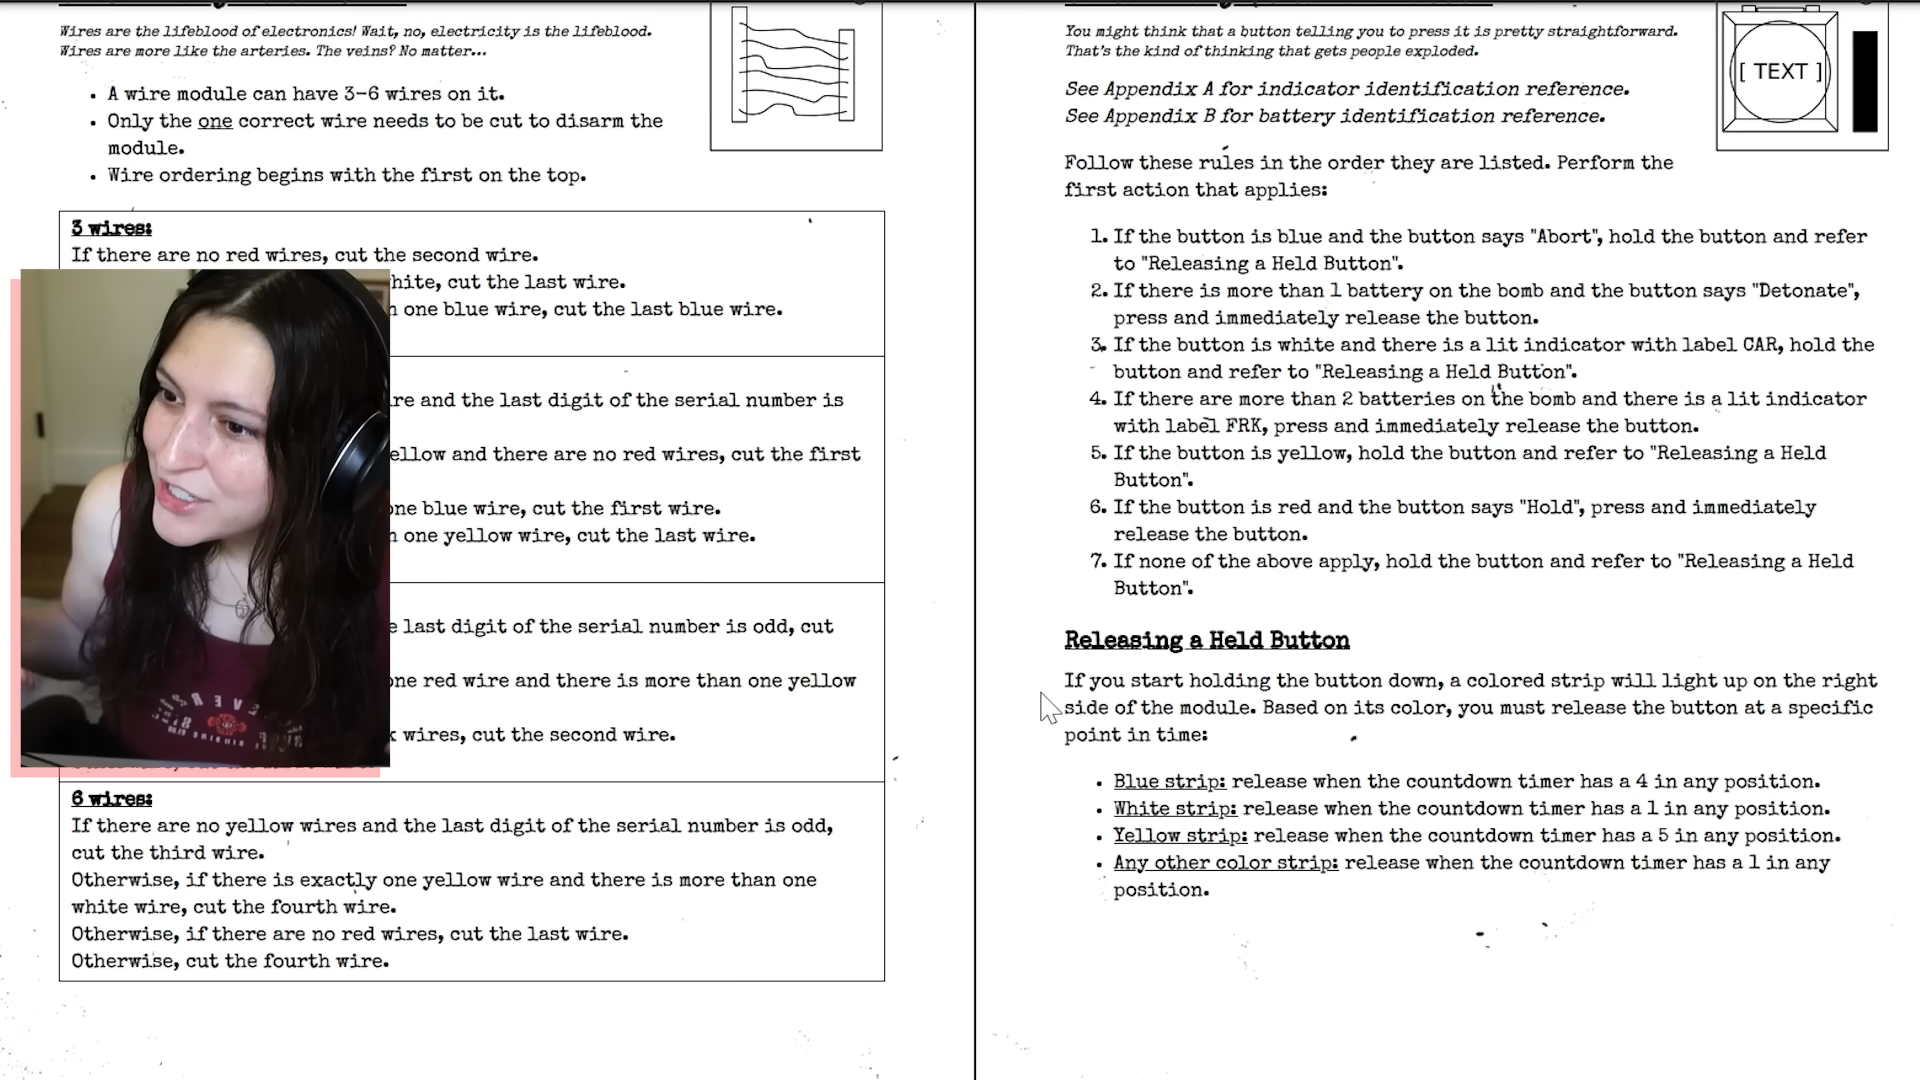 Wires are the lifeblood of electronics! Wait, no, electricity is the lifeblood.
Wires are more like the arteries. The veins? No matter...
• A wire module can have 3-6 wires on it.
• Only the one correct wire needs to be cut to disarm the
module.
• Wire ordering begins with the first on the top.
3 wires:
If there are no red wires, cut the second wire.
hite, cut the last wire.
one blue wire, cut the last blue wire.
re and the last digit of the serial number is
ellow and there are no red wires, cut the first
one blue wire, cut the first wire.
one yellow wire, cut the last wire.
last digit of the serial number is odd, cut
one red wire and there is more than one yellow
wires, cut the second wire.
6 wires:
If there are no yellow wires and the last digit of the serial number is odd,
cut the third wire.
Otherwise, if there is exactly one yellow wire and there is more than one
white wire, cut the fourth wire.
Otherwise, if there are no red wires, cut the last wire.
Otherwise, cut the fourth wire.
You might think that a button telling you to press it is pretty straightforward.
That's the kind of thinking that gets people exploded.
[ TEXT ]
See Appendix A for indicator identification reference.
See Appendix B for battery identification reference.
Follow these rules in the order they are listed. Perform the
first action that applies:
1. If the button is blue and the button says "Abort", hold the button and refer
to "Releasing a Held Button".
2. If there is more than 1 battery on the bomb and the button says "Detonate",
press and immediately release the button.
3. If the button is white and there is a lit indicator with label CAR, hold the
button and refer to "Releasing a Held Button".
4. If there are more than 2 batteries on the bomb and there is a lit indicator
with label FRK, press and immediately release the button.
5. If the button is yellow, hold the button and refer to "Releasing a Held
Button".
6. If the button is red and the button says "Hold", press and immediately
release the button.
7. If none of the above apply, hold the button and refer to "Releasing a Held
Button".
Releasing a Held Button
If you start holding the button down, a colored strip will light up on the right
side of the module. Based on its color, you must release the button at a specific
point in time:
• Blue strip: release when the countdown timer has a 4 in any position.
• White strip: release when the countdown timer has a 1 in any position.
• Yellow strip: release when the countdown timer has a 5 in any position.
• Any other color strip: release when the countdown timer has a 1 in any
position.